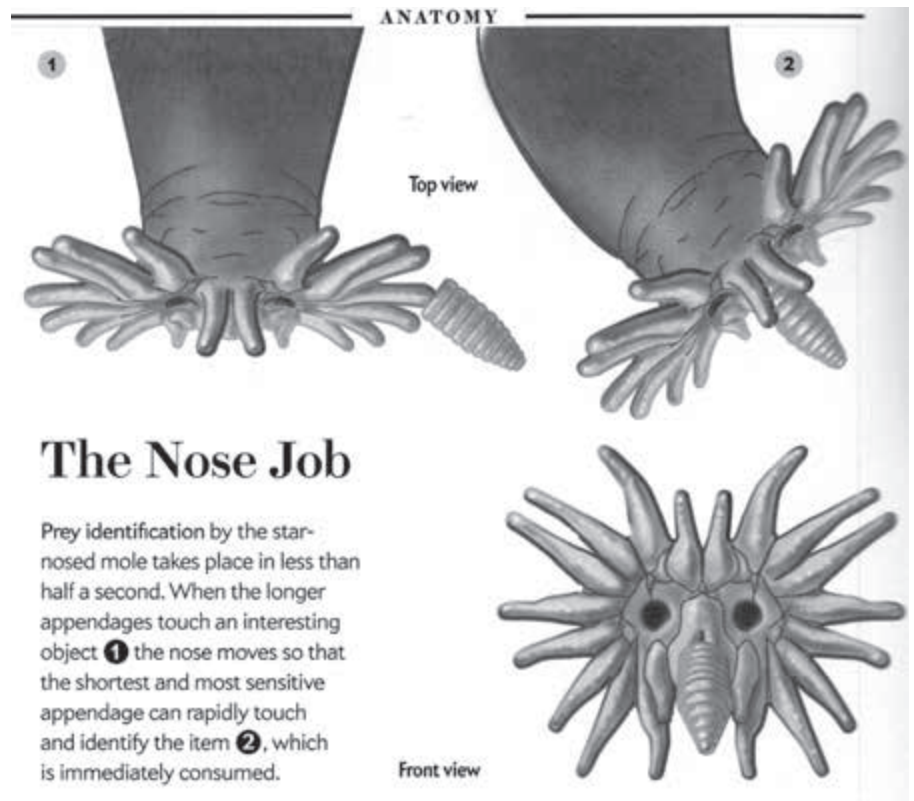 ANATOMY
1
2
Top view
The Nose Job
Prey identification by the star-
nosed mole takes place in less than
half a second. When the longer
appendages touch an interesting
object 1 the nose moves so that
the shortest and most sensitive
appendage can rapidly touch
and identify the item 2, which
is immediately consumed.
Front view